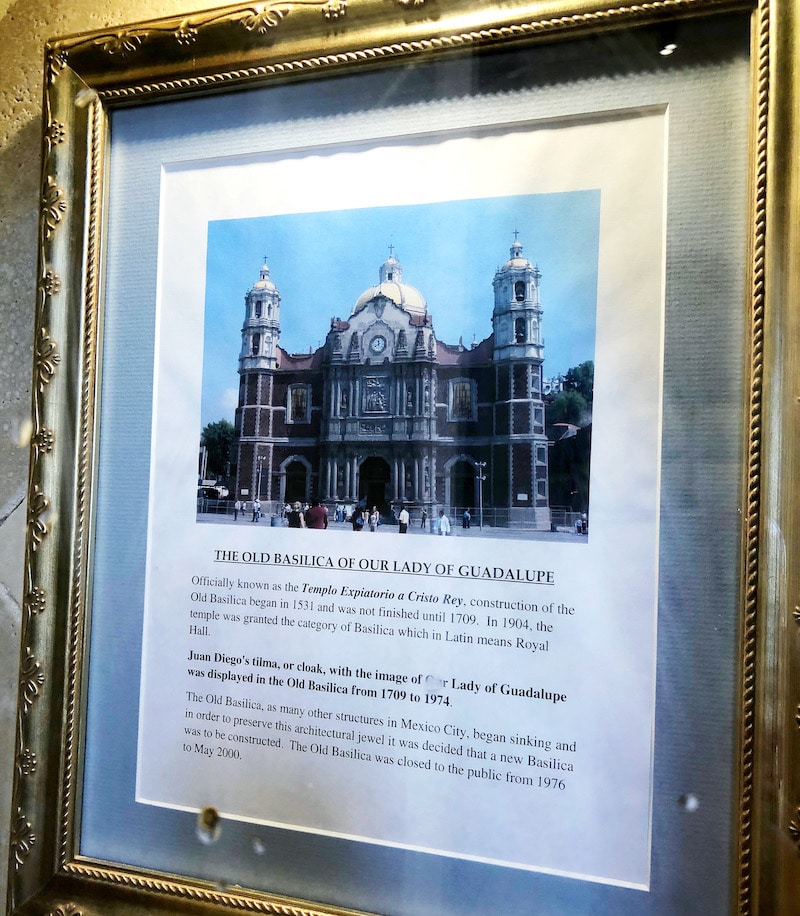 THE OLD BASILICA OF OUR LADY OF GUADALUPE
Officially known as the Templo Expiatorio a Cristo Rey, construction of the
Old Basilica began in 1531 and was not finished until 1709. In 1904, the
temple was granted the category of Basilica which in Latin means Royal
Hall.
Juan Diego's tilma, or cloak, with the image of Our Lady of Guadalupe
was displayed in the Old Basilica from 1709 to 1974.
The Old Basilica, as many other structures in Mexico City, began sinking and
in order to preserve this architectural jewel it was decided that a new Basilica
was to be constructed. The Old Basilica was closed to the public from 1976
to May 2000.